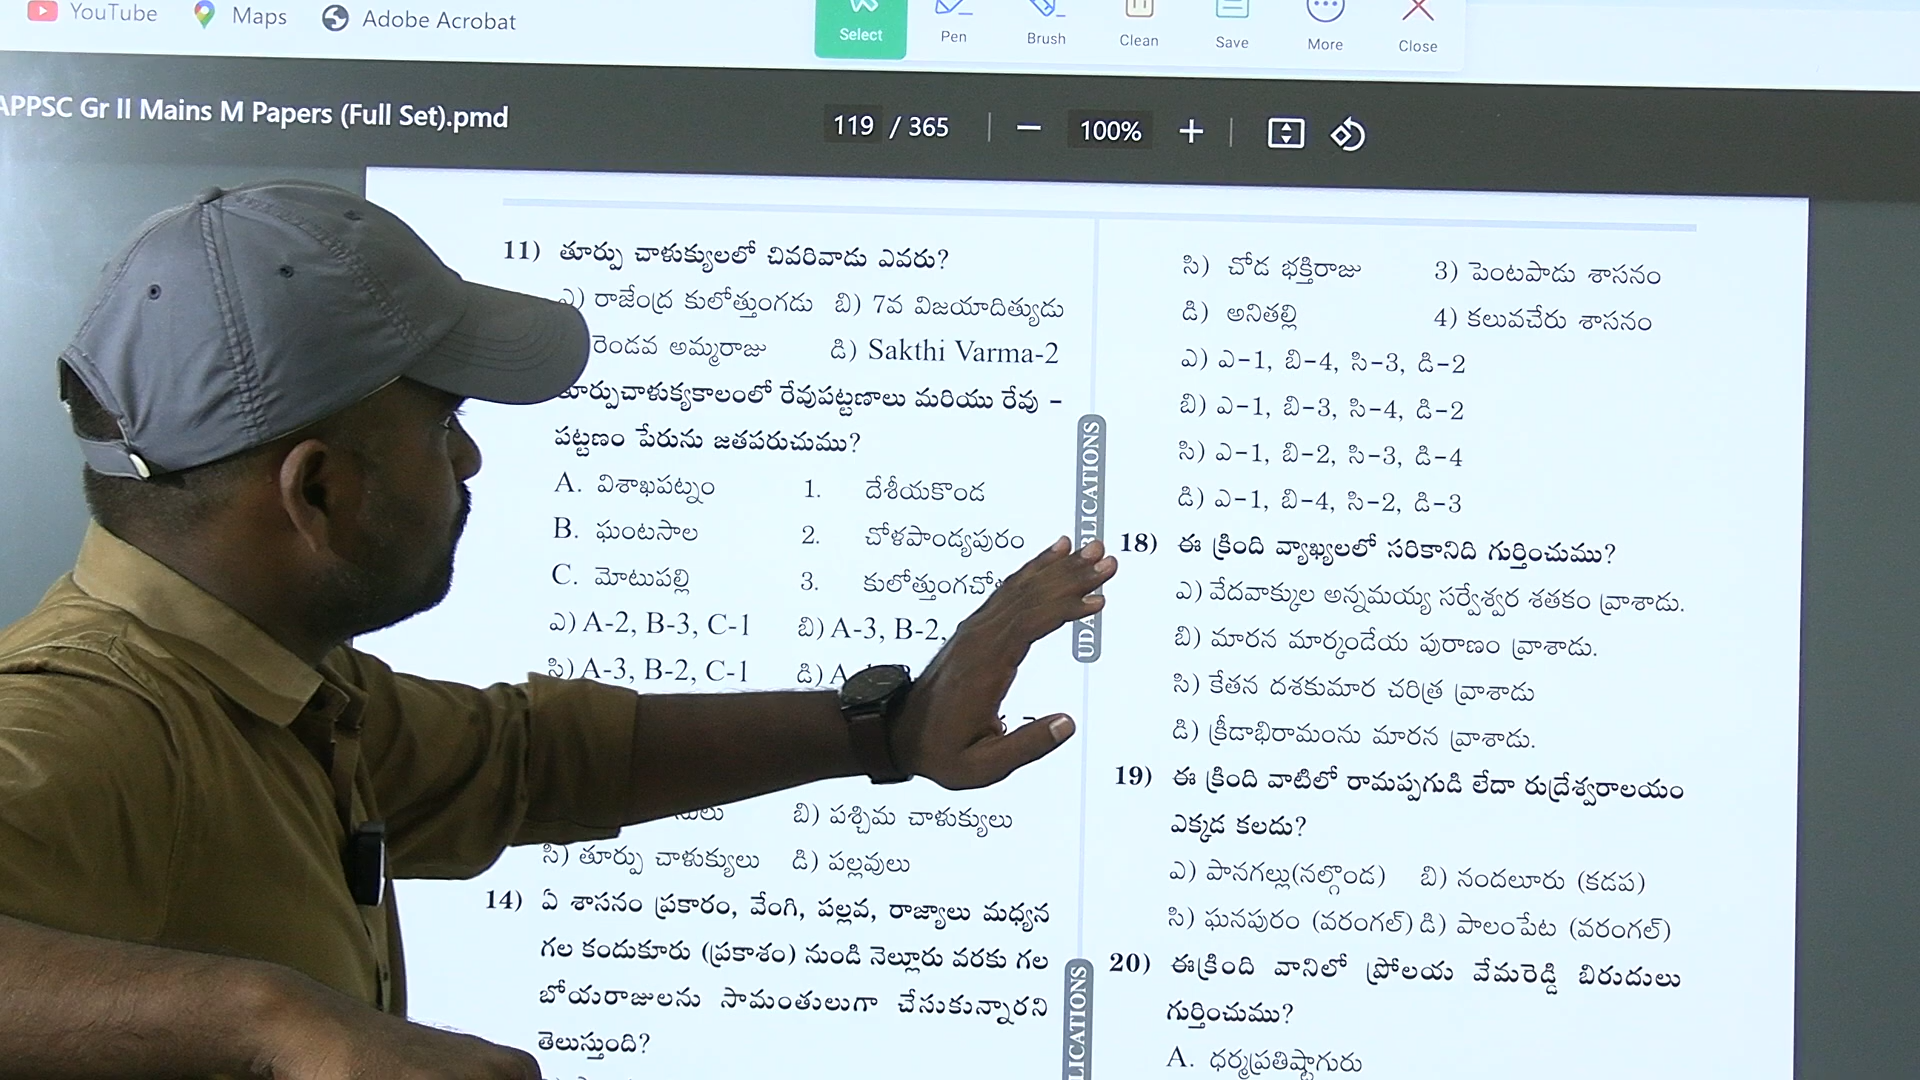 YouTube Maps Adobe Acrobat
Select Pen Brush Clean Save More Close
APPSC Gr II Mains M Papers (Full Set).pmd
119 / 365 100%
11) తూర్పు చాళుక్యులలో చివరివాడు ఎవరు?
ఎ) రాజేంద్ర కులోత్తుంగడు బి) 7వ విజయాదిత్యుడు
రెండవ అమ్మరాజు డి) Sakthi Varma-2
తూర్పుచాళుక్యకాలంలో రేవుపట్టణాలు మరియు రేవు -
పట్టణం పేరును జతపరుచుము?
A. విశాఖపట్నం 1. దేశీయకొండ
B. ఘంటసాల 2. చోళపాండ్యపురం
C. మోటుపల్లి 3.
ఎ) A-2, B-3, C-1 బి) A-3, B-2,
సి) A-3, B-2, C-1 డి) A
బి) పశ్చిమ చాళుక్యులు
సి) తూర్పు చాళుక్యులు డి) పల్లవులు
14) ఏ శాసనం ప్రకారం, వేంగి, పల్లవ, రాజ్యాలు మధ్యన
గల కందుకూరు (ప్రకాశం) నుండి నెల్లూరు వరకు గల
బోయరాజులను సామంతులుగా చేసుకున్నారని
తెలుస్తుంది?
సి) చోడ భక్తిరాజు 3) పెంటపాడు శాసనం
డి) అనితల్లి 4) కలువచేరు శాసనం
ఎ) ఎ-1, బి-4, సి-3, డి-2
బి) ఎ-1, బి-3, సి-4, డి-2
సి) ఎ-1, బి-2, సి-3, డి-4
డి) ఎ-1, బి-4, సి-2, డి-3
18) ఈ క్రింది వ్యాఖ్యలలో సరికానిది గుర్తించుము?
ఎ) వేదవాక్కుల అన్నమయ్య సర్వేశ్వర శతకం వ్రాశాడు.
బి) మారన మార్కండేయ పురాణం వ్రాశాడు.
సి) కేతన దశకుమార చరిత్ర వ్రాశాడు
డి) క్రీడాభిరామంను మారన వ్రాశాడు.
19) ఈ క్రింది వాటిలో రామప్పగుడి లేదా రుద్రేశ్వరాలయం
ఎక్కడ కలదు?
ఎ) పానగల్లు(నల్గొండ) బి) నందలూరు (కడప)
సి) ఘనపురం (వరంగల్) డి) పాలంపేట (వరంగల్)
20) ఈక్రింది వానిలో ప్రోలయ వేమరెడ్డి బిరుదులు
గుర్తించుము?
A. ధర్మప్రతిష్టాగురు